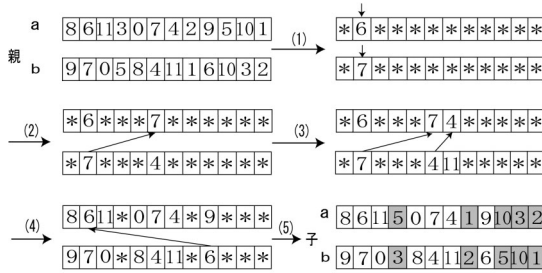 a 8 6 11 3 0 7 4 2 9 5 10 1
親
b 9 7 0 5 8 4 11 1 6 10 3 2
(1)
* 6 * * * * * * * * * *
* 7 * * * * * * * * * *
(2)
* 6 * * * 7 * * * * * *
* 7 * * * 4 * * * * * *
(3)
* 6 * * * 7 4 * * * * *
* 7 * * * 4 11 * * * * *
(4)
8 6 11 * 0 7 4 * 9 * * *
9 7 0 * 8 4 11 * 6 * * *
(5)
子
a 8 6 11 5 0 7 4 1 9 10 3 2
b 9 7 0 3 8 4 11 2 6 5 10 1